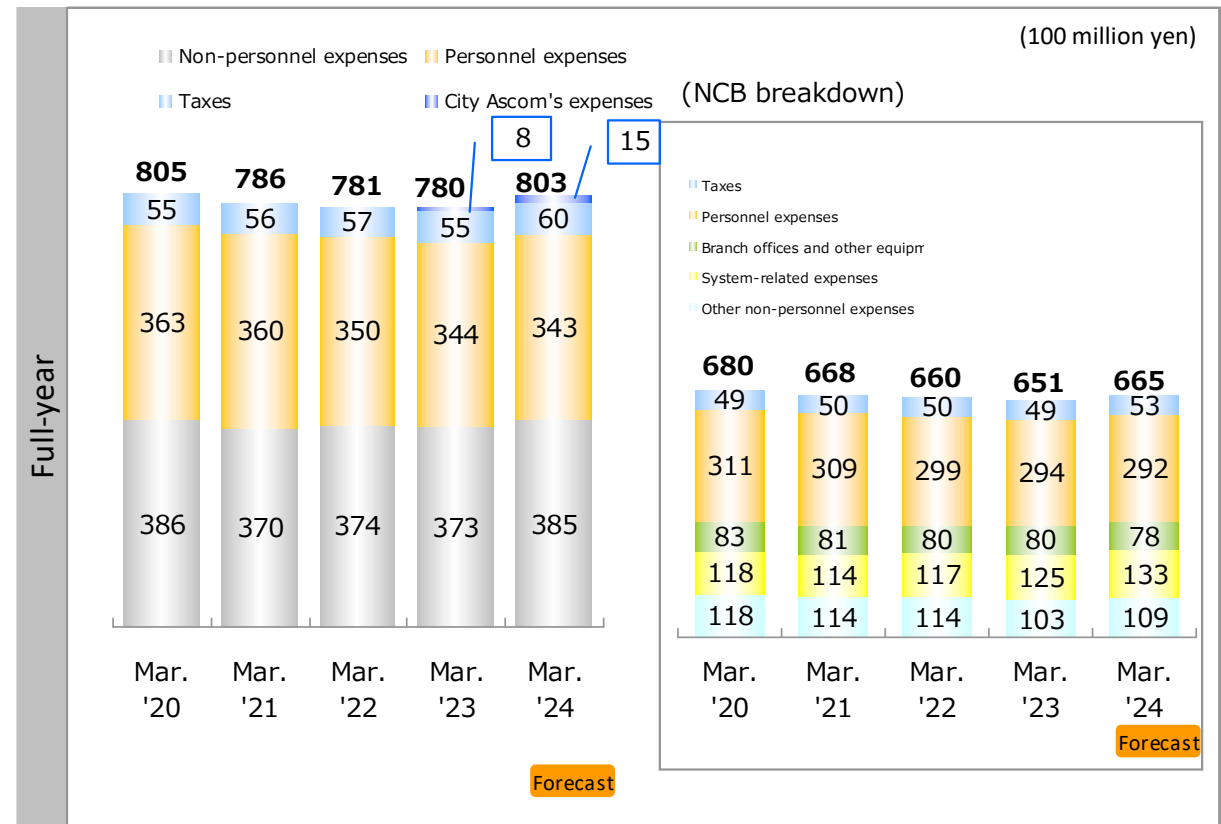 Full-year
(100 million yen)
Non-personnel expenses Personnel expenses
Taxes City Ascom's expenses
8 15
805 786 781 780 803
55 56 57 55 60
363 360 350 344 343
386 370 374 373 385
Mar. Mar. Mar. Mar. Mar.
'20 '21 '22 '23 '24
Forecast
(NCB breakdown)
Taxes
Personnel expenses
Branch offices and other equipm
System-related expenses
Other non-personnel expenses
680 668 660 651 665
49 50 50 49 53
311 309 299 294 292
83 81 80 80 78
118 114 117 125 133
118 114 114 103 109
Mar. Mar. Mar. Mar. Mar.
'20 '21 '22 '23 '24
Forecast